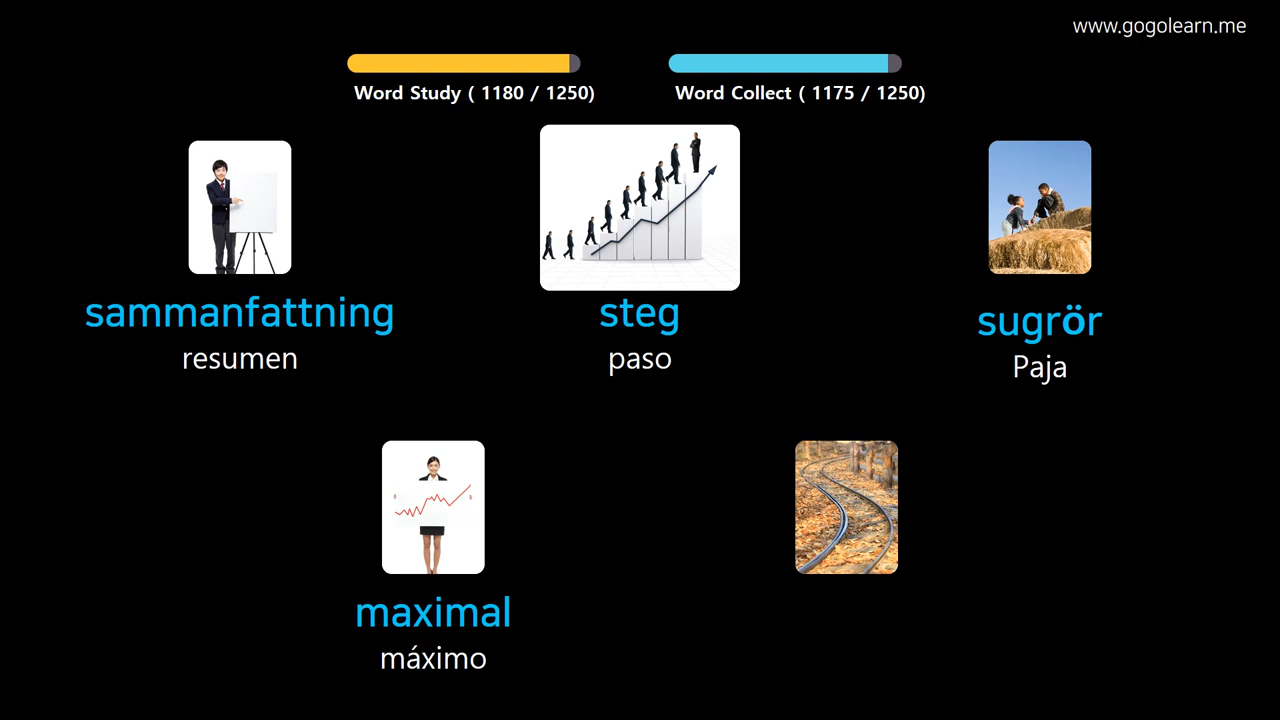 www.gogolearn.me
Word Study ( 1180 / 1250)
Word Collect ( 1175 / 1250)
sammanfattning
resumen
steg
paso
sugrör
Paja
maximal
máximo